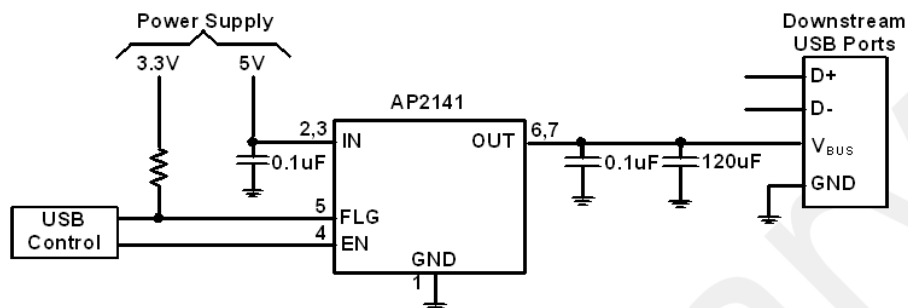 Power Supply
3.3V 5V
Downstream
USB Ports
D+
D-
VBUS
GND
AP2141
2,3 IN
OUT 6,7
0.1uF
0.1uF 120uF
5 FLG
4 EN
GND
1
USB
Control